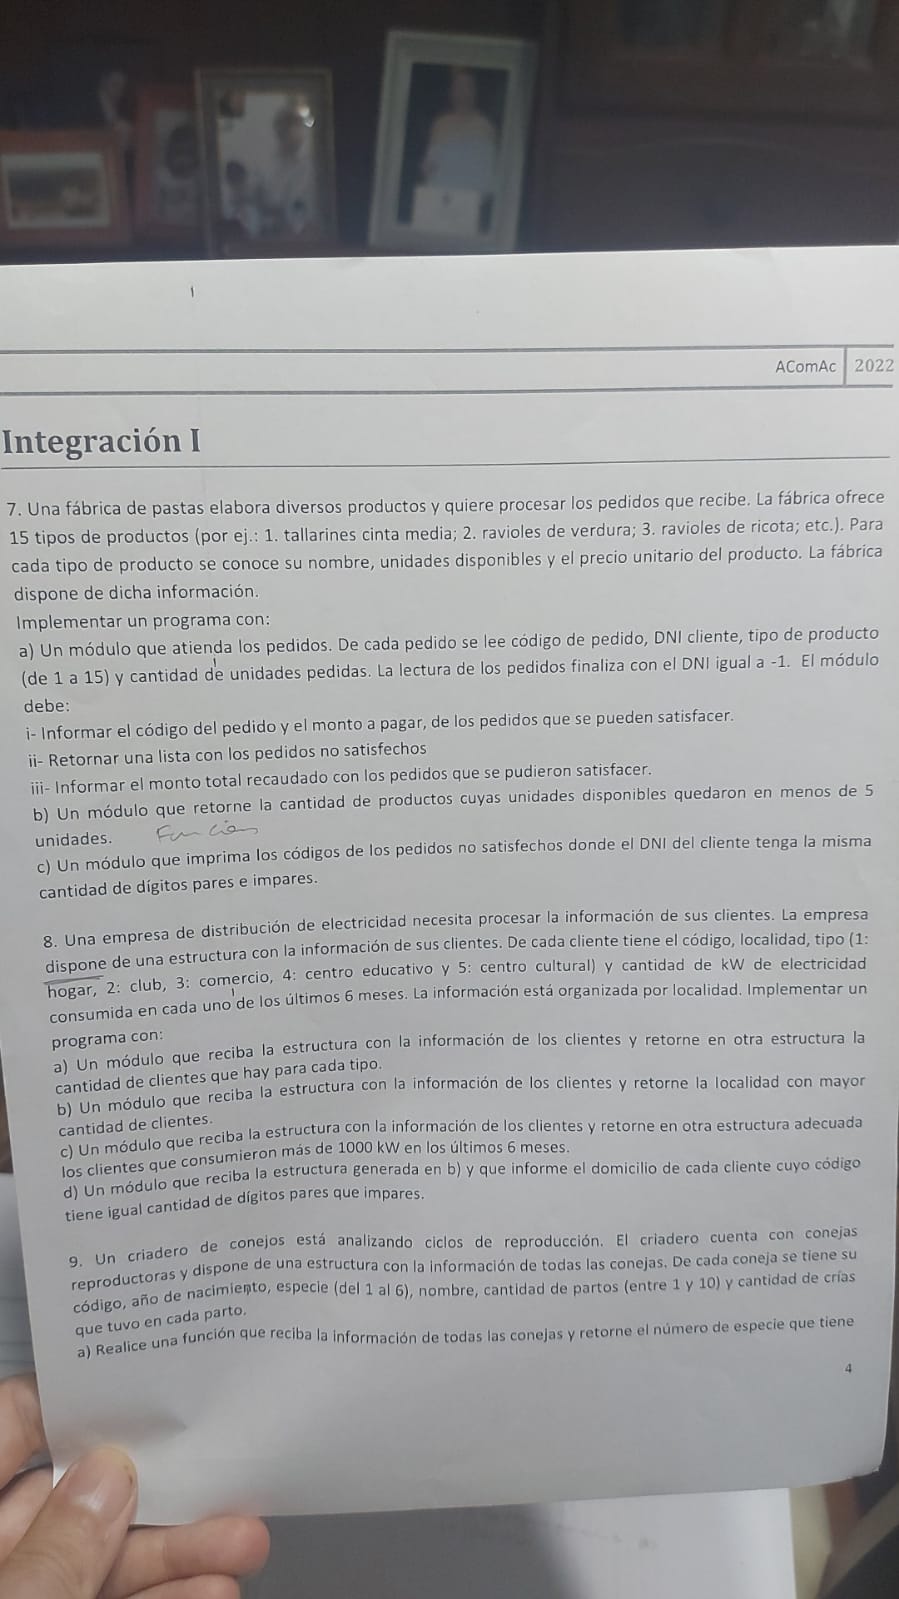 AComAc 2022
Integración I
7. Una fábrica de pastas elabora diversos productos y quiere procesar los pedidos que recibe. La fábrica ofrece
15 tipos de productos (por ej.: 1. tallarines cinta media; 2. ravioles de verdura; 3. ravioles de ricota; etc.). Para
cada tipo de producto se conoce su nombre, unidades disponibles y el precio unitario del producto. La fábrica
dispone de dicha información.
Implementar un programa con:
a) Un módulo que atienda los pedidos. De cada pedido se lee código de pedido, DNI cliente, tipo de producto
(de 1 a 15) y cantidad de unidades pedidas. La lectura de los pedidos finaliza con el DNI igual a -1. El módulo
debe:
i- Informar el código del pedido y el monto a pagar, de los pedidos que se pueden satisfacer.
ii- Retornar una lista con los pedidos no satisfechos
iii- Informar el monto total recaudado con los pedidos que se pudieron satisfacer.
b) Un módulo que retorne la cantidad de productos cuyas unidades disponibles quedaron en menos de 5
unidades. Funcion
c) Un módulo que imprima los códigos de los pedidos no satisfechos donde el DNI del cliente tenga la misma
cantidad de dígitos pares e impares.
8. Una empresa de distribución de electricidad necesita procesar la información de sus clientes. La empresa
dispone de una estructura con la información de sus clientes. De cada cliente tiene el código, localidad, tipo (1:
hogar, 2: club, 3: comercio, 4: centro educativo y 5: centro cultural) y cantidad de kW de electricidad
consumida en cada uno de los últimos 6 meses. La información está organizada por localidad. Implementar un
programa con:
a) Un módulo que reciba la estructura con la información de los clientes y retorne en otra estructura la
cantidad de clientes que hay para cada tipo.
b) Un módulo que reciba la estructura con la información de los clientes y retorne la localidad con mayor
cantidad de clientes.
c) Un módulo que reciba la estructura con la información de los clientes y retorne en otra estructura adecuada
los clientes que consumieron más de 1000 kW en los últimos 6 meses.
d) Un módulo que reciba la estructura generada en b) y que informe el domicilio de cada cliente cuyo código
tiene igual cantidad de dígitos pares que impares.
9. Un criadero de conejos está analizando ciclos de reproducción. El criadero cuenta con conejas
reproductoras y dispone de una estructura con la información de todas las conejas. De cada coneja se tiene su
código, año de nacimiento, especie (del 1 al 6), nombre, cantidad de partos (entre 1 y 10) y cantidad de crías
que tuvo en cada parto.
a) Realice una función que reciba la información de todas las conejas y retorne el número de especie que tiene
4